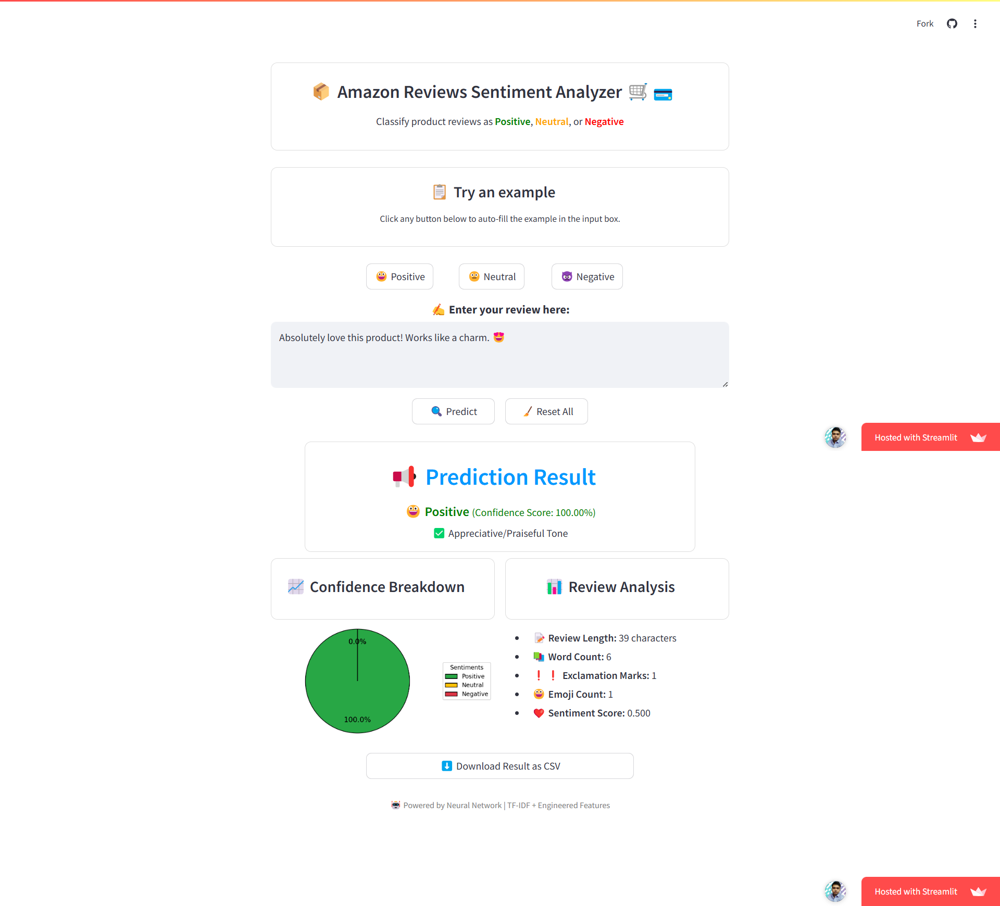 Fork
📦 Amazon Reviews Sentiment Analyzer 🛒 💳
Classify product reviews as Positive, Neutral, or Negative
📋 Try an example
Click any button below to auto-fill the example in the input box.
😀 Positive
😐 Neutral
😈 Negative
✍️ Enter your review here:
Absolutely love this product! Works like a charm. 😍
🔍 Predict
🧹 Reset All
Hosted with Streamlit
📢 Prediction Result
😀 Positive (Confidence Score: 100.00%)
✅ Appreciative/Praiseful Tone
📈 Confidence Breakdown
0.0%
100.0%
Sentiments
Positive
Neutral
Negative
📊 Review Analysis
• 📝 Review Length: 39 characters
• 📚 Word Count: 6
• ❗ ❗ Exclamation Marks: 1
• 😀 Emoji Count: 1
• ❤️ Sentiment Score: 0.500
⬇️ Download Result as CSV
🤖 Powered by Neural Network | TF-IDF + Engineered Features
Hosted with Streamlit